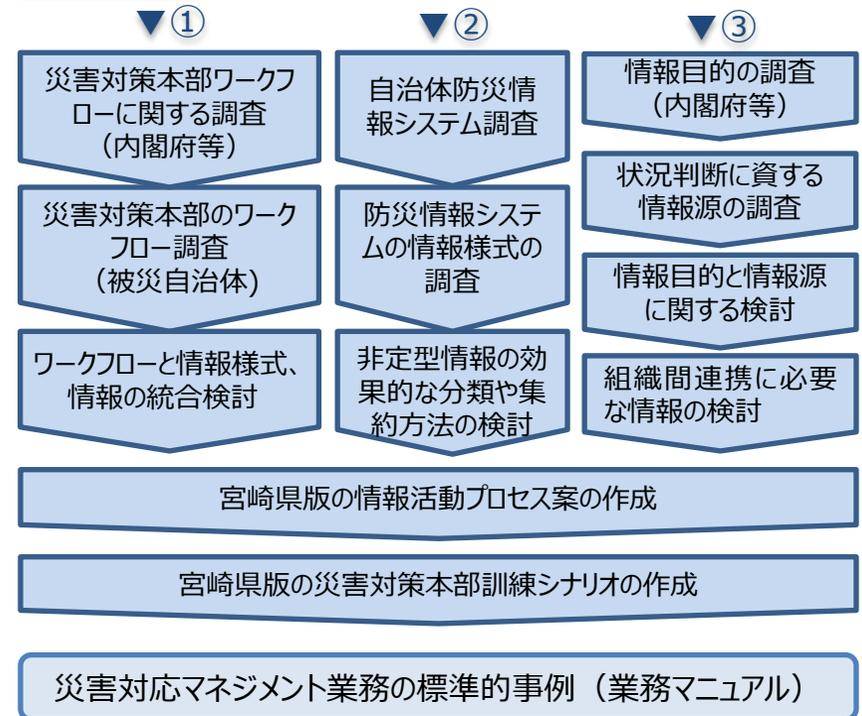 ▼①
災害対策本部ワークフ
ローに関する調査
（内閣府等）
災害対策本部のワーク
フロー調査
（被災自治体)
ワークフローと情報様式、
情報の統合検討
▼②
自治体防災情
報システム調査
防災情報システ
ムの情報様式の
調査
非定型情報の効
果的な分類や集
約方法の検討
▼③
情報目的の調査
（内閣府等）
状況判断に資する
情報源の調査
情報目的と情報源
に関する検討
組織間連携に必要
な情報の検討
宮崎県版の情報活動プロセス案の作成
宮崎県版の災害対策本部訓練シナリオの作成
災害対応マネジメント業務の標準的事例（業務マニュアル）